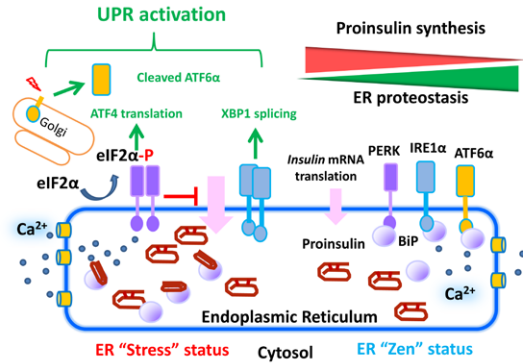 UPR activation
Proinsulin synthesis
ER proteostasis
Cleaved ATF6α
Golgi
ATF4 translation
XBP1 splicing
eIF2α-P
eIF2α
Insulin mRNA
translation
PERK
IRE1α
ATF6α
Ca2+
Proinsulin
BiP
Ca2+
Endoplasmic Reticulum
ER “Stress” status
Cytosol
ER “Zen” status